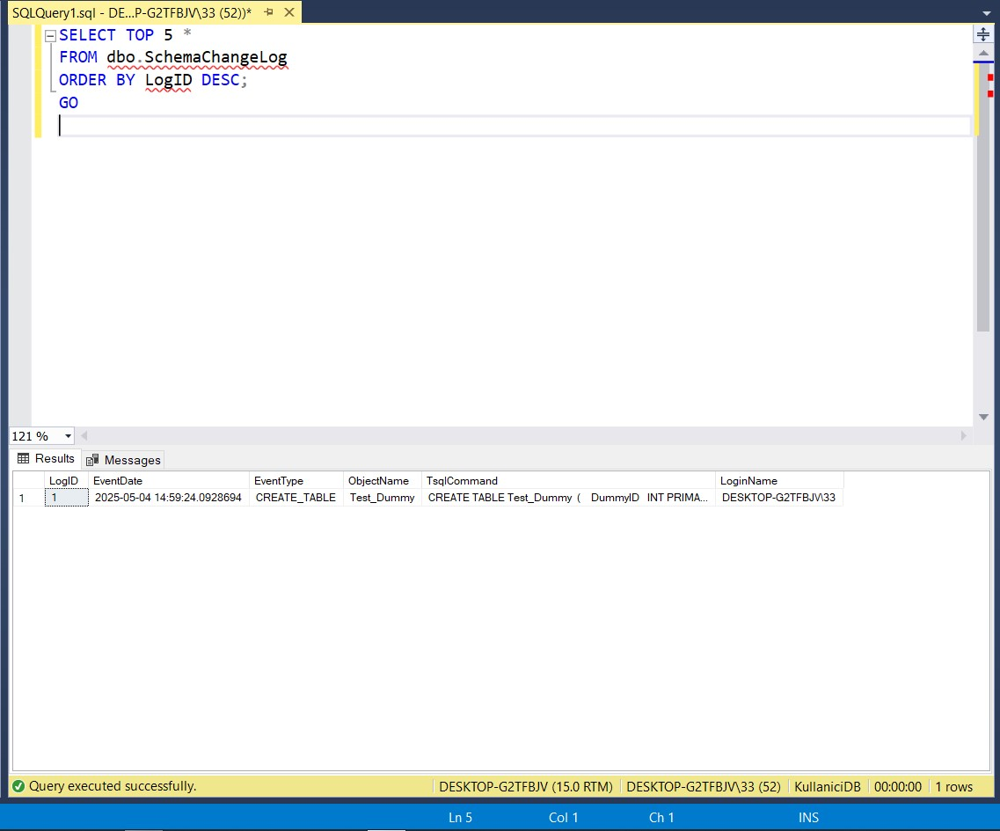 SQLQuery1.sql - DE...P-G2TFBJV\33 (52))*
SELECT TOP 5 *
FROM dbo.SchemaChangeLog
ORDER BY LogID DESC;
GO
121 %
Results Messages
LogID EventDate EventType ObjectName TsqlCommand LoginName
1 1 2025-05-04 14:59:24.0928694 CREATE_TABLE Test_Dummy CREATE TABLE Test_Dummy ( DummyID INT PRIMA... DESKTOP-G2TFBJV\33
Query executed successfully. DESKTOP-G2TFBJV (15.0 RTM) DESKTOP-G2TFBJV\33 (52) KullaniciDB 00:00:00 1 rows
Ln 5 Col 1 Ch 1 INS